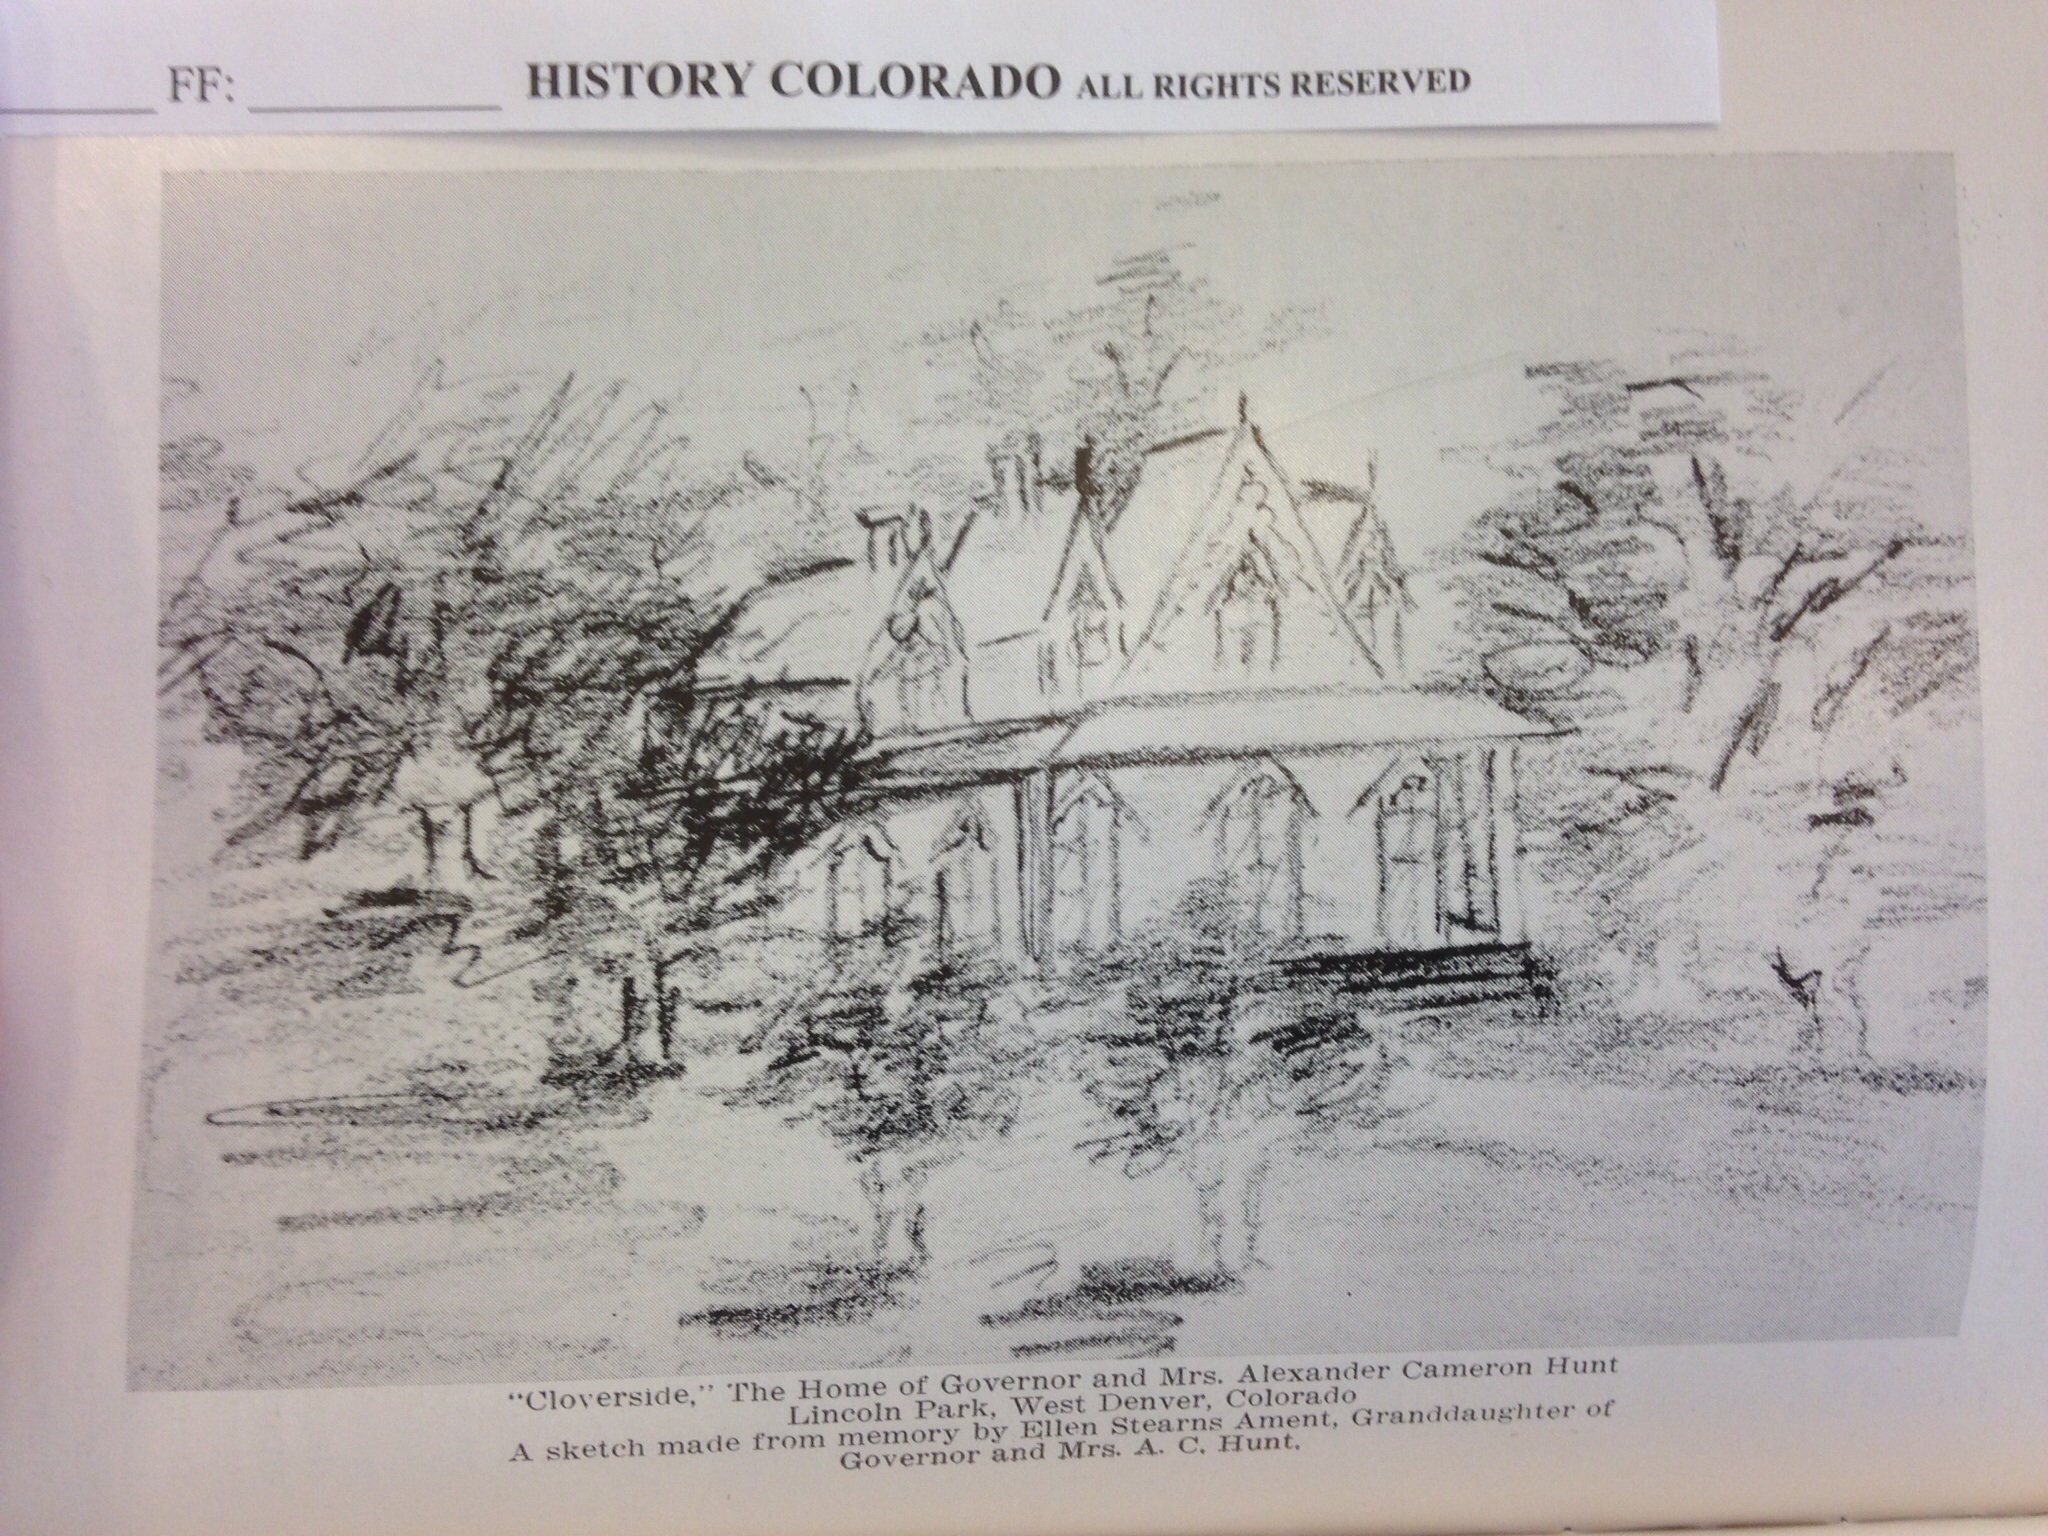 FF: HISTORY COLORADO ALL RIGHTS RESERVED
"Cloverside," The Home of Governor and Mrs. Alexander Cameron Hunt
Lincoln Park, West Denver, Colorado
A sketch made from memory by Ellen Stearns Ament, Granddaughter of
Governor and Mrs. A. C. Hunt.